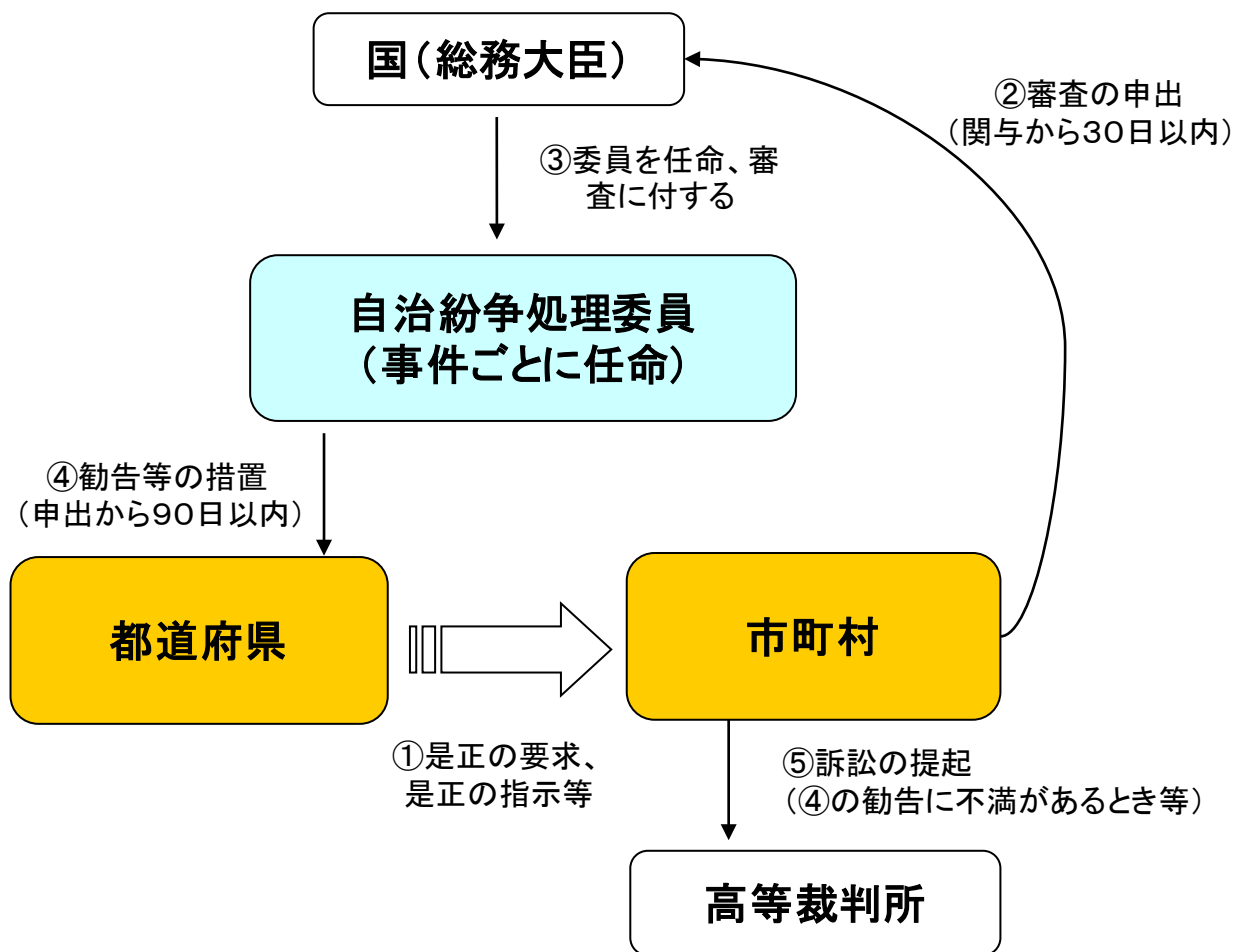 国（総務大臣）
②審査の申出
（関与から３０日以内）
③委員を任命、審
査に付する
自治紛争処理委員
（事件ごとに任命）
④勧告等の措置
（申出から９０日以内）
都道府県
市町村
①是正の要求、
是正の指示等
⑤訴訟の提起
（④の勧告に不満があるとき等）
高等裁判所